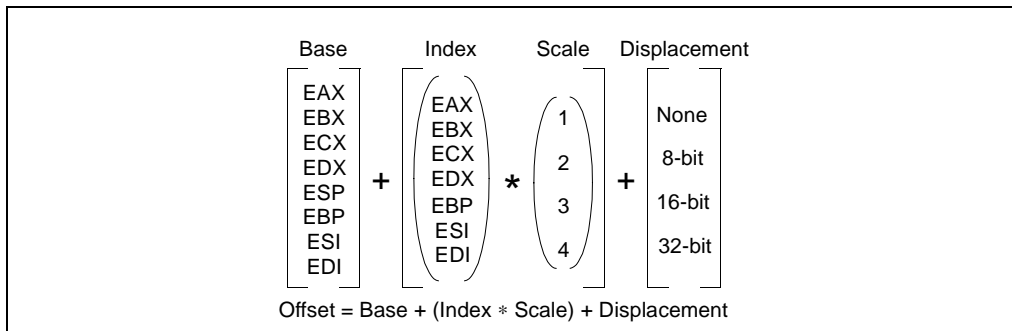 Base Index Scale Displacement
EAX
EBX
ECX
EDX
ESP
EBP
ESI
EDI
+
EAX
EBX
ECX
EDX
EBP
ESI
EDI
*
1
2
3
4
+
None
8-bit
16-bit
32-bit
Offset = Base + (Index * Scale) + Displacement